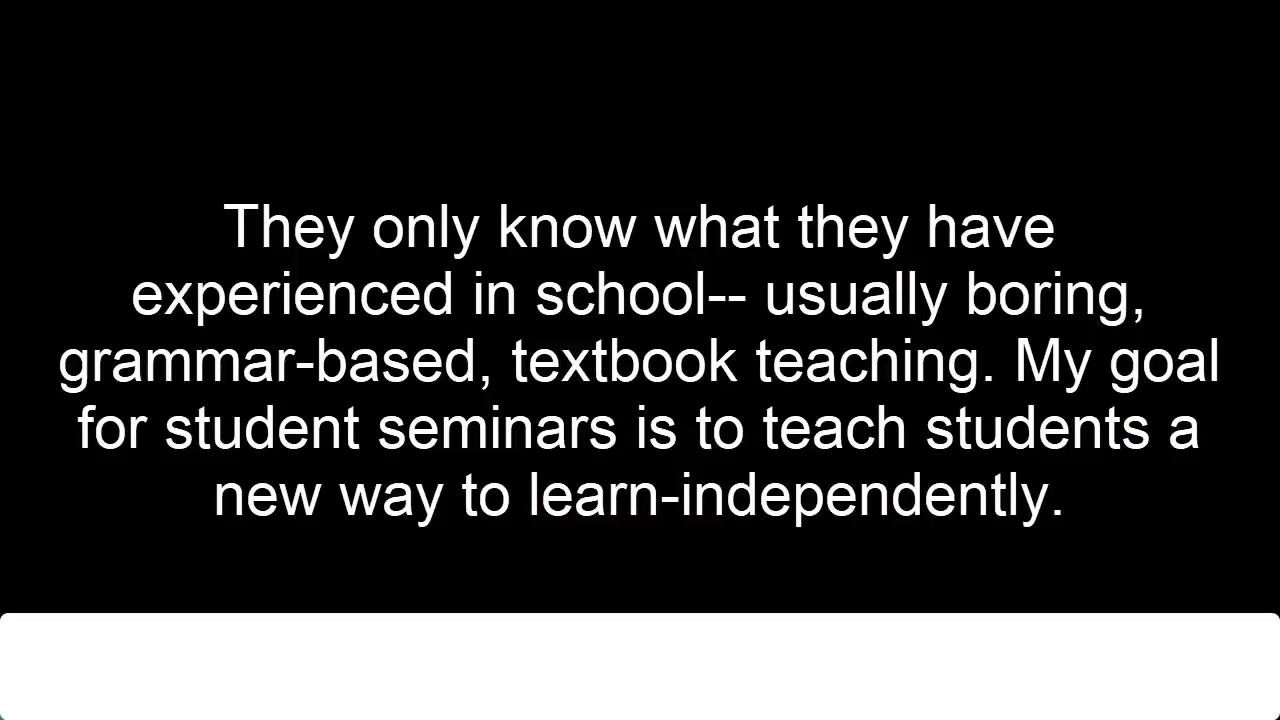 They only know what they have
experienced in school-- usually boring,
grammar-based, textbook teaching. My goal
for student seminars is to teach students a
new way to learn-independently.